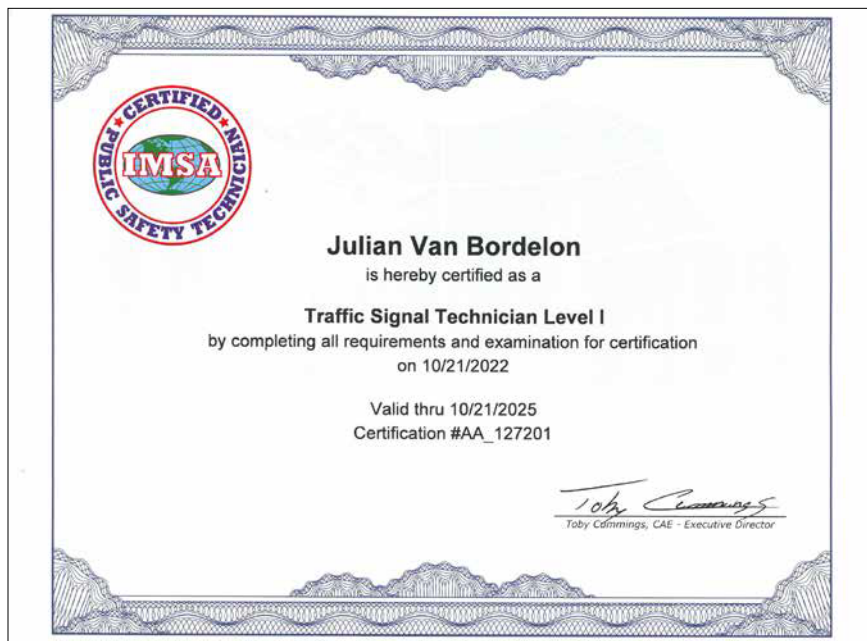 CERTIFIED
PUBLIC SAFETY TECHNICIAN
IMSA
Julian Van Bordelon
is hereby certified as a
Traffic Signal Technician Level I
by completing all requirements and examination for certification
on 10/21/2022
Valid thru 10/21/2025
Certification #AA_127201
Toby Cummings
Toby Cummings, CAE - Executive Director